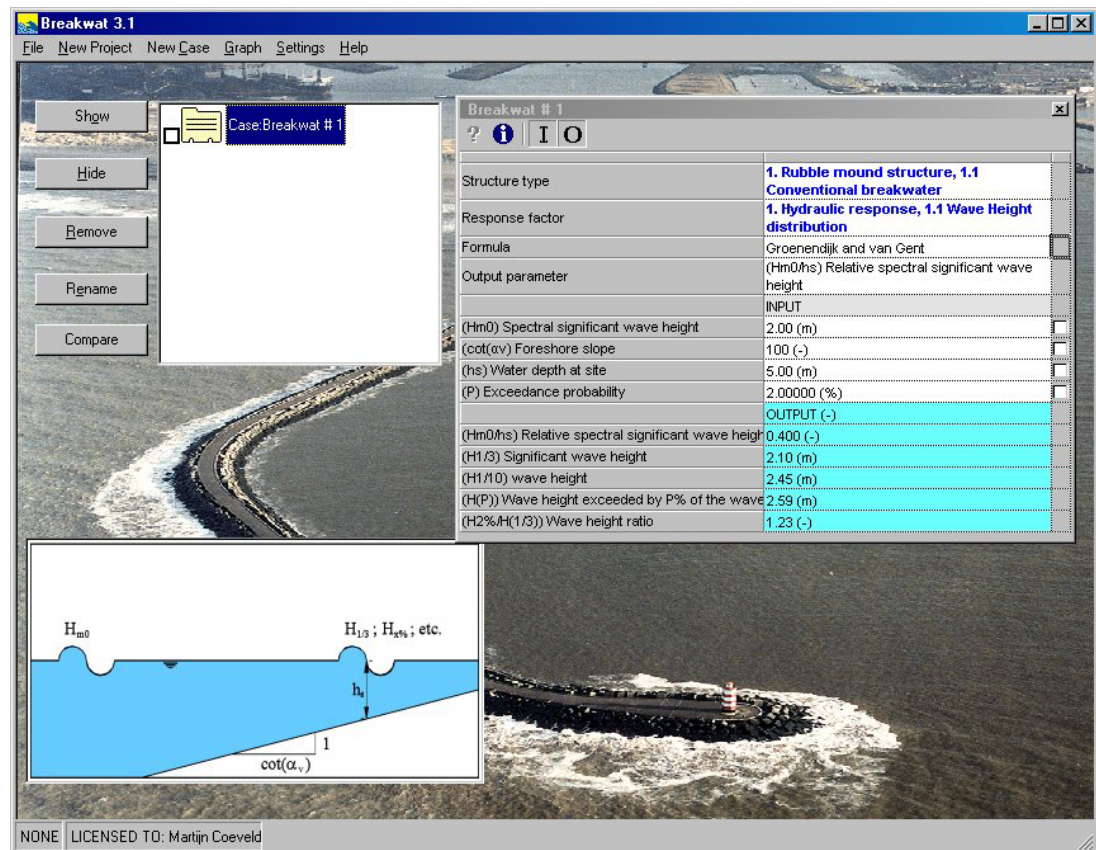 Breakwat 3.1
File New Project New Case Graph Settings Help
Show
Hide
Remove
Rename
Compare
Case:Breakwat # 1
Breakwat # 1
? i I O
Structure type
1. Rubble mound structure, 1.1
Conventional breakwater
Response factor
1. Hydraulic response, 1.1 Wave Height
distribution
Formula
Groenendijk and van Gent
Output parameter
(Hm0/hs) Relative spectral significant wave
height
INPUT
(Hm0) Spectral significant wave height 2.00 (m)
(cot(αv) Foreshore slope 100 (-)
(hs) Water depth at site 5.00 (m)
(P) Exceedance probability 2.00000 (%)
OUTPUT (-)
(Hm0/hs) Relative spectral significant wave heigh 0.400 (-)
(H1/3) Significant wave height 2.10 (m)
(H1/10) wave height 2.45 (m)
(H(P)) Wave height exceeded by P% of the wave 2.59 (m)
(H2%/H(1/3)) Wave height ratio 1.23 (-)
Hm0
H1/3 ; Hx% ; etc.
hs
1
cot(αv)
NONE LICENSED TO: Martijn Coeveld